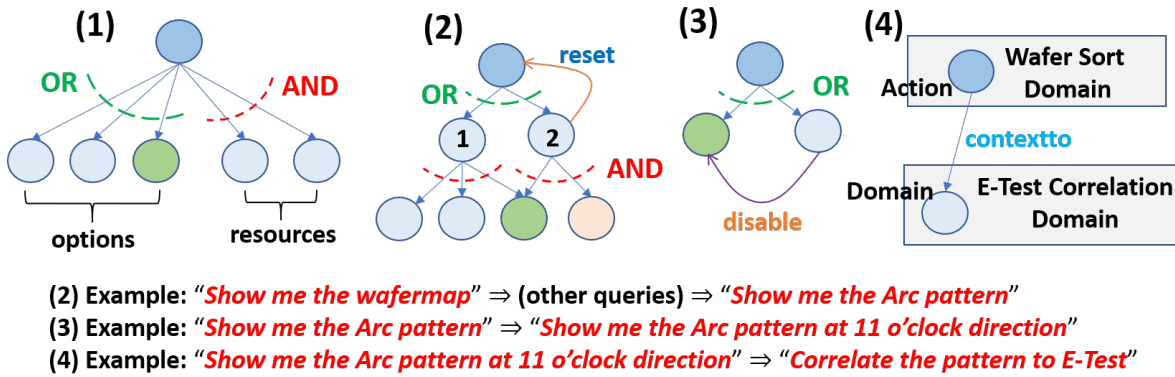 (1)
OR
AND
options
resources
(2)
reset
OR
1
2
AND
(3)
OR
disable
(4)
Wafer Sort
Domain
Action
contextto
Domain
E-Test Correlation
Domain
(2) Example: “Show me the wafermap” ⇒ (other queries) ⇒ “Show me the Arc pattern”
(3) Example: “Show me the Arc pattern” ⇒ “Show me the Arc pattern at 11 o’clock direction”
(4) Example: “Show me the Arc pattern at 11 o’clock direction” ⇒ “Correlate the pattern to E-Test”